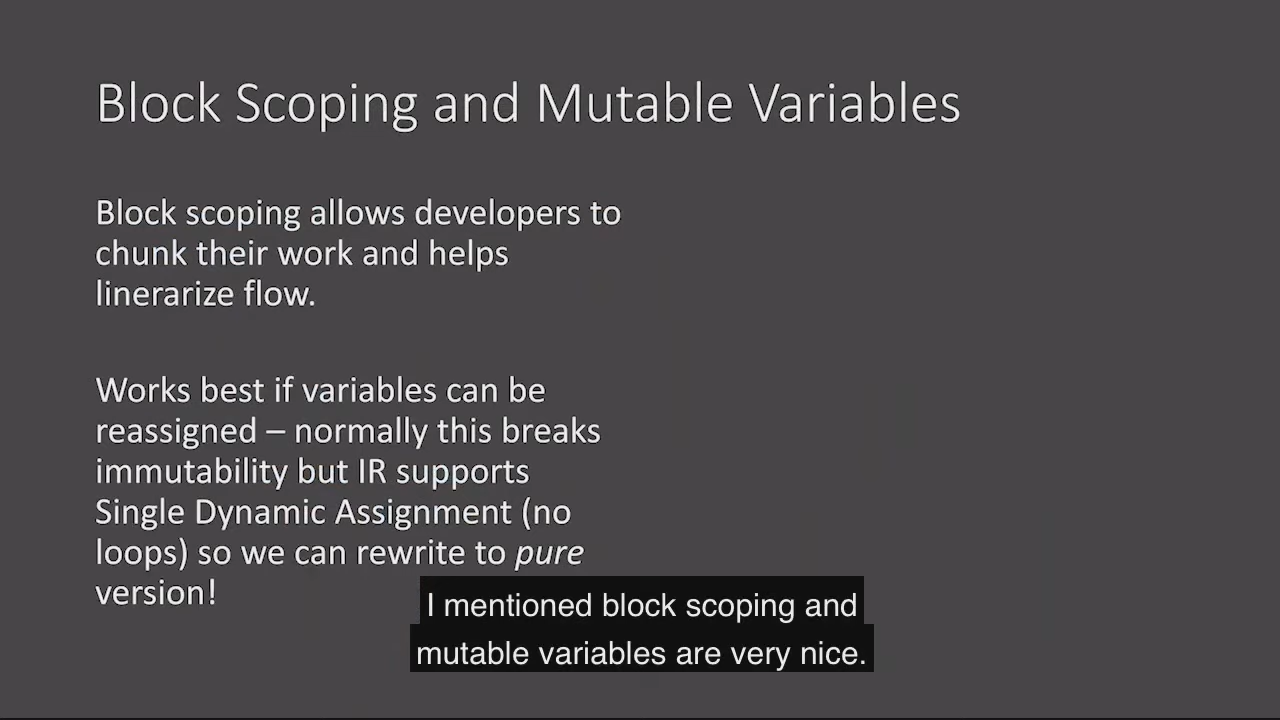 Block Scoping and Mutable Variables
Block scoping allows developers to
chunk their work and helps
linerarize flow.
Works best if variables can be
reassigned – normally this breaks
immutability but IR supports
Single Dynamic Assignment (no
loops) so we can rewrite to pure
version!
I mentioned block scoping and
mutable variables are very nice.